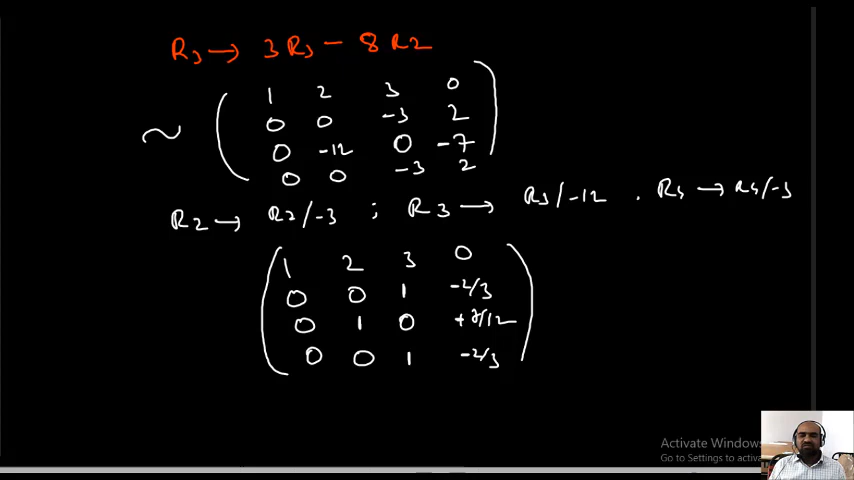 R3 → 3R3 - 8R2
~ ( 1 2 3 0
0 0 -3 2
0 -12 0 -7
0 0 -3 2 )
R2 → R2/-3 ; R3 → R3/-12 . R4 → R4/-3
( 1 2 3 0
0 0 1 -2/3
0 1 0 +7/12
0 0 1 -2/3 )
Activate Windows
Go to Settings to activa